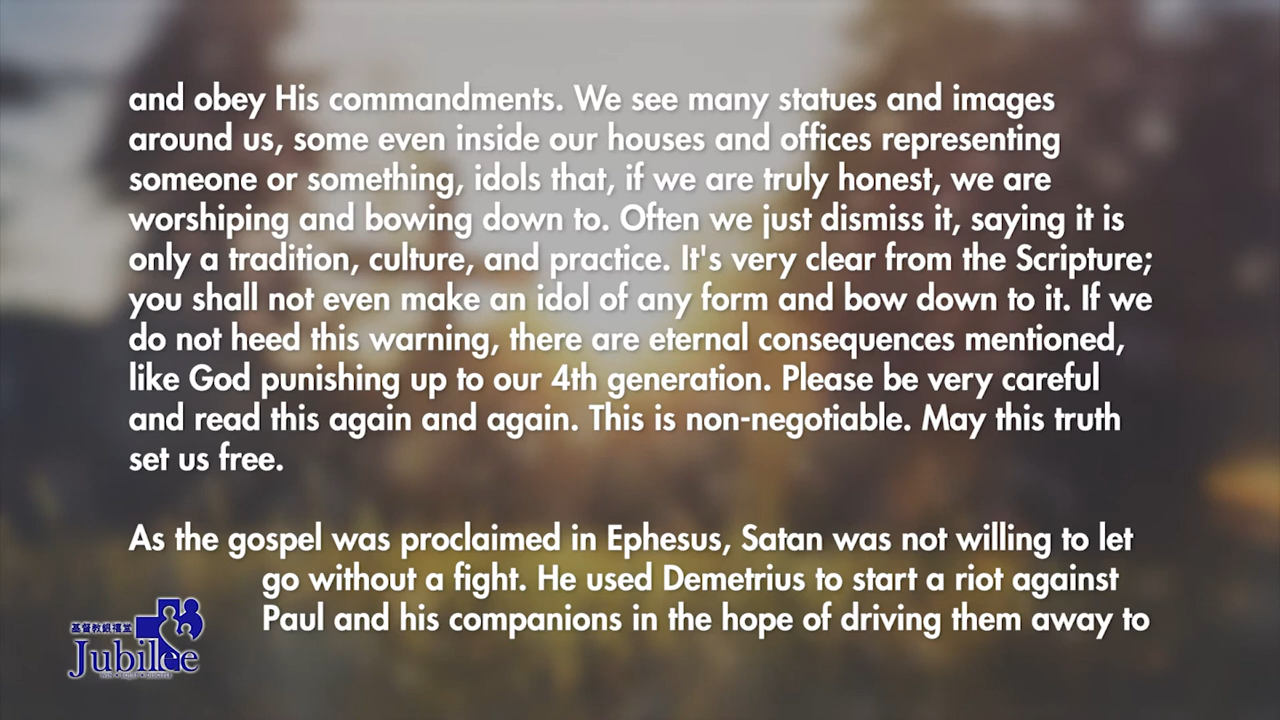 and obey His commandments. We see many statues and images
around us, some even inside our houses and offices representing
someone or something, idols that, if we are truly honest, we are
worshiping and bowing down to. Often we just dismiss it, saying it is
only a tradition, culture, and practice. It's very clear from the Scripture;
you shall not even make an idol of any form and bow down to it. If we
do not heed this warning, there are eternal consequences mentioned,
like God punishing up to our 4th generation. Please be very careful
and read this again and again. This is non-negotiable. May this truth
set us free.
As the gospel was proclaimed in Ephesus, Satan was not willing to let
go without a fight. He used Demetrius to start a riot against
Paul and his companions in the hope of driving them away to
基督教銀禧堂
Jubilee